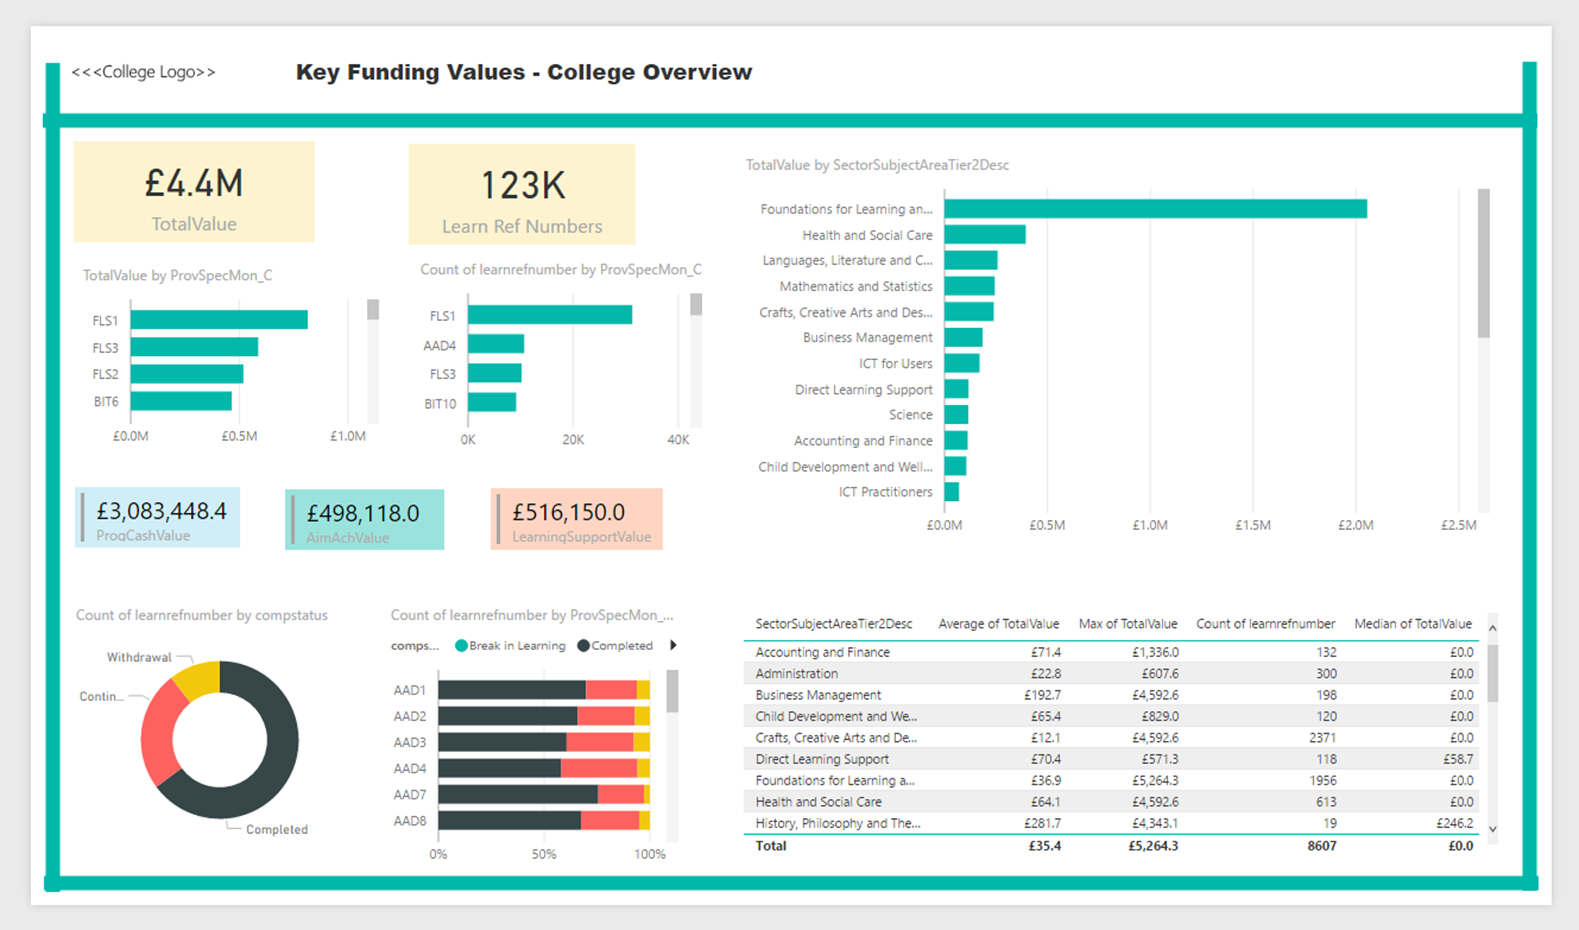 <<<College Logo>>
Key Funding Values - College Overview
£4.4M
TotalValue
123K
Learn Ref Numbers
TotalValue by ProvSpecMon_C
FLS1
FLS3
FLS2
BIT6
£0.0M £0.5M £1.0M
Count of learnrefnumber by ProvSpecMon_C
FLS1
AAD4
FLS3
BIT10
0K 20K 40K
TotalValue by SectorSubjectAreaTier2Desc
Foundations for Learning an...
Health and Social Care
Languages, Literature and C...
Mathematics and Statistics
Crafts, Creative Arts and Des...
Business Management
ICT for Users
Direct Learning Support
Science
Accounting and Finance
Child Development and Well...
ICT Practitioners
£0.0M £0.5M £1.0M £1.5M £2.0M £2.5M
£3,083,448.4
ProgCashValue
£498,118.0
AimAchValue
£516,150.0
LearningSupportValue
Count of learnrefnumber by compstatus
Withdrawal
Contin...
Completed
Count of learnrefnumber by ProvSpecMon_...
comps... Break in Learning Completed
AAD1
AAD2
AAD3
AAD4
AAD7
AAD8
0% 50% 100%
SectorSubjectAreaTier2Desc Average of TotalValue Max of TotalValue Count of learnrefnumber Median of TotalValue
Accounting and Finance £71.4 £1,336.0 132 £0.0
Administration £22.8 £607.6 300 £0.0
Business Management £192.7 £4,592.6 198 £0.0
Child Development and We... £65.4 £829.0 120 £0.0
Crafts, Creative Arts and De... £12.1 £4,592.6 2371 £0.0
Direct Learning Support £70.4 £571.3 118 £58.7
Foundations for Learning a... £36.9 £5,264.3 1956 £0.0
Health and Social Care £64.1 £4,592.6 613 £0.0
History, Philosophy and The... £281.7 £4,343.1 19 £246.2
Total £35.4 £5,264.3 8607 £0.0